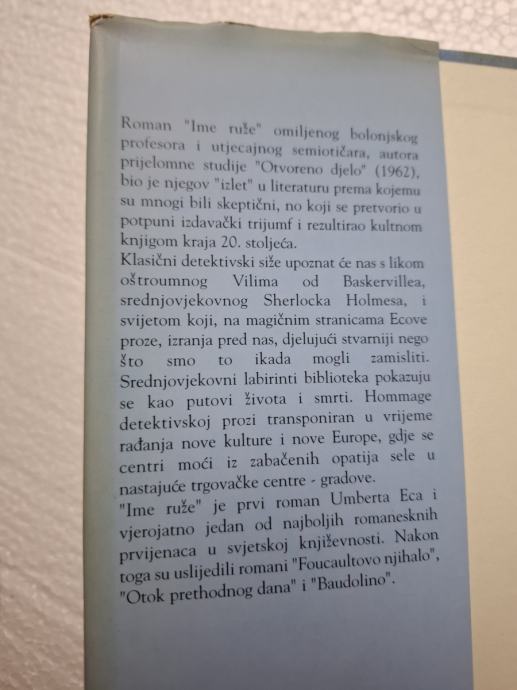 Roman "Ime ruže" omiljenog bolonjskog
profesora i utjecajnog semiotičara, autora
prijelomne studije "Otvoreno djelo" (1962),
bio je njegov "izlet" u literaturu prema kojemu
su mnogi bili skeptični, no koji se pretvorio u
potpuni izdavački trijumf i rezultirao kultnom
knjigom kraja 20. stoljeća.
Klasični detektivski siže upoznat će nas s likom
oštroumnog Vilima od Baskervillea,
srednjovjekovnog Sherlocka Holmesa, i
svijetom koji, na magičnim stranicama Ecove
proze, izranja pred nas, djelujući stvarniji nego
što smo to ikada mogli zamisliti.
Srednjovjekovni labirinti biblioteka pokazuju
se kao putovi života i smrti. Hommage
detektivskoj prozi transponiran u vrijeme
rađanja nove kulture i nove Europe, gdje se
centri moći iz zabačenih opatija sele u
nastajuće trgovačke centre - gradove.
"Ime ruže" je prvi roman Umberta Eca i
vjerojatno jedan od najboljih romanesknih
prvijenaca u svjetskoj književnosti. Nakon
toga su uslijedili romani "Foucaultovo njihalo",
"Otok prethodnog dana" i "Baudolino".